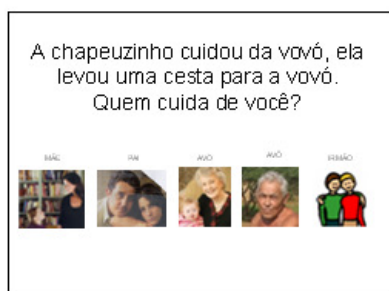 A chapeuzinho cuidou da vovó, ela
levou uma cesta para a vovó.
Quem cuida de você?
MÃE PAI AVÓ AVÔ IRMÃO